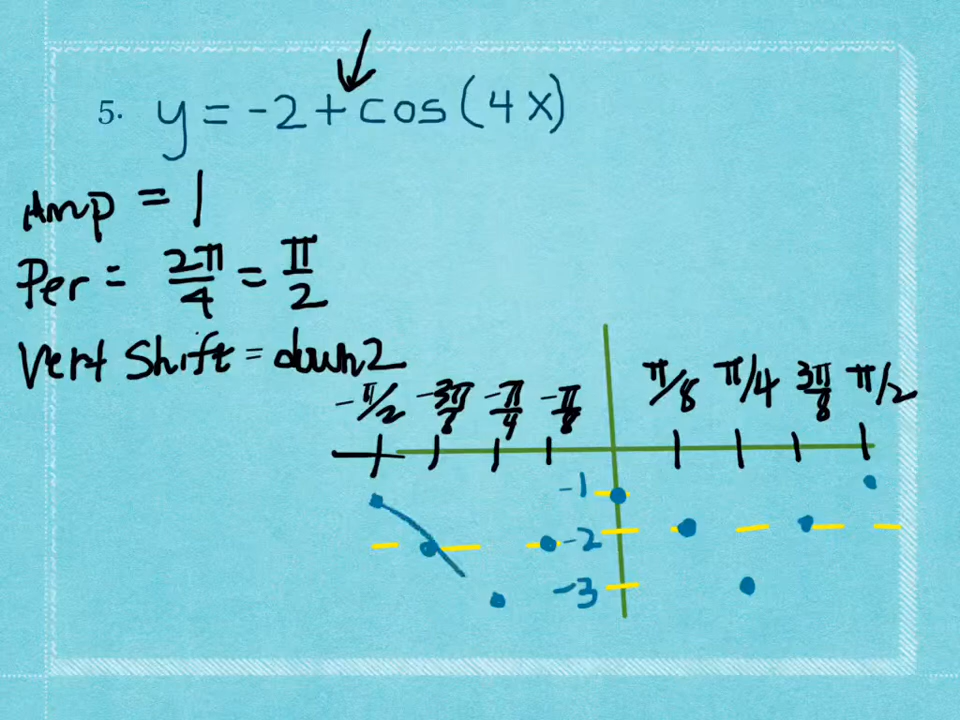 5. y = -2 + cos (4x)
Amp = 1
Per = 2π/4 = π/2
Vert Shift = down 2
-π/2 -3π/8 -π/4 -π/8 π/8 π/4 3π/8 π/2
-1
-2
-3